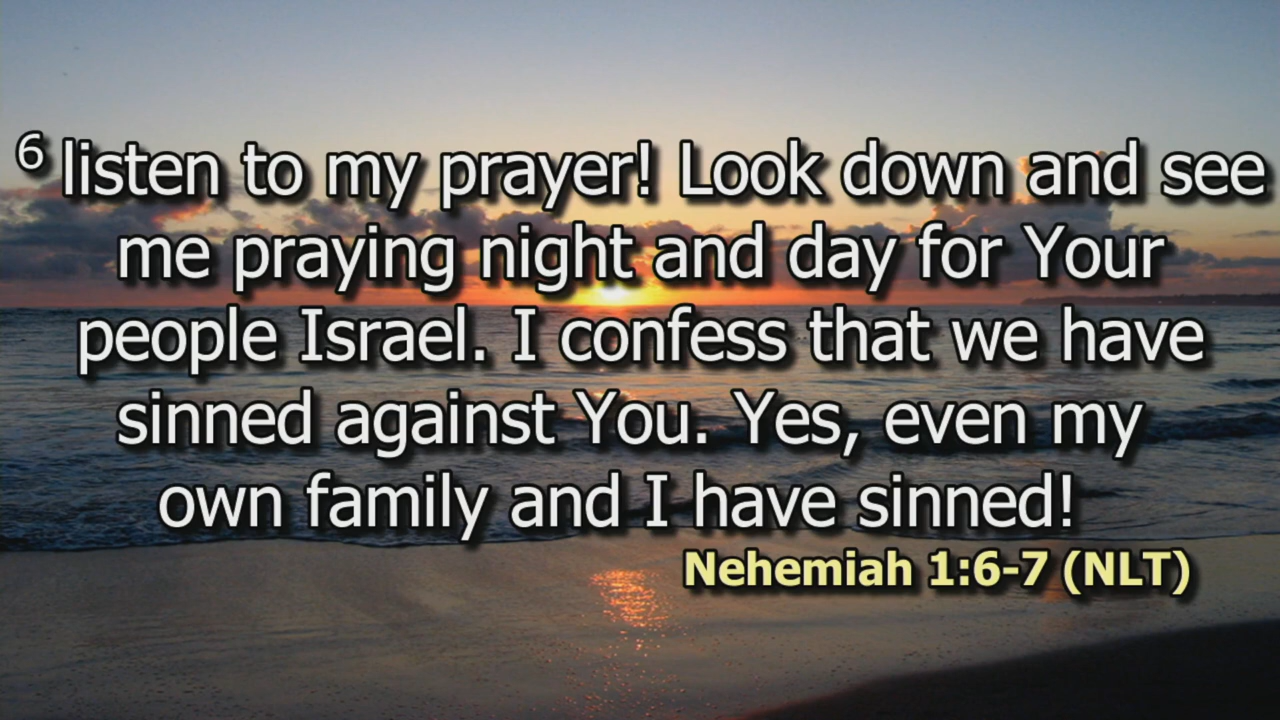 6 listen to my prayer! Look down and see
me praying night and day for Your
people Israel. I confess that we have
sinned against You. Yes, even my
own family and I have sinned!
Nehemiah 1:6-7 (NLT)